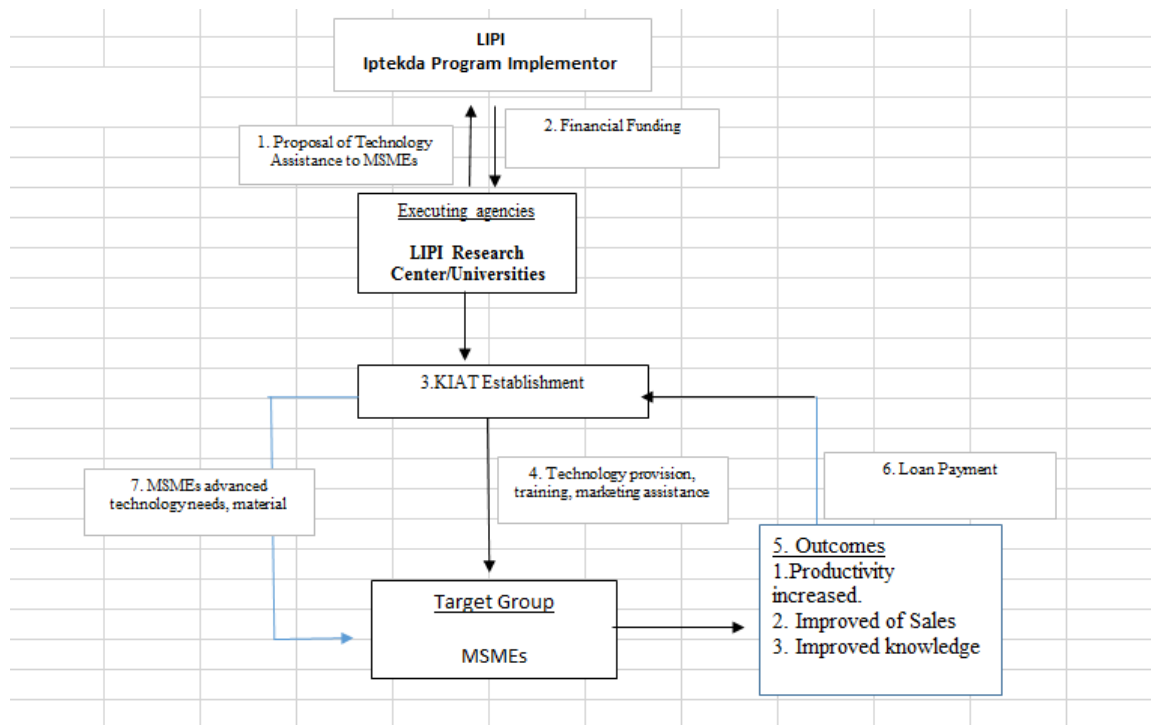 LIPI
Iptekda Program Implementor
1. Proposal of Technology
Assistance to MSMEs
2. Financial Funding
Executing agencies
LIPI Research
Center/Universities
3.KIAT Establishment
7. MSMEs advanced
technology needs, material
4. Technology provision,
training, marketing assistance
6. Loan Payment
5. Outcomes
1.Productivity
increased.
2. Improved of Sales
3. Improved knowledge
Target Group
MSMEs